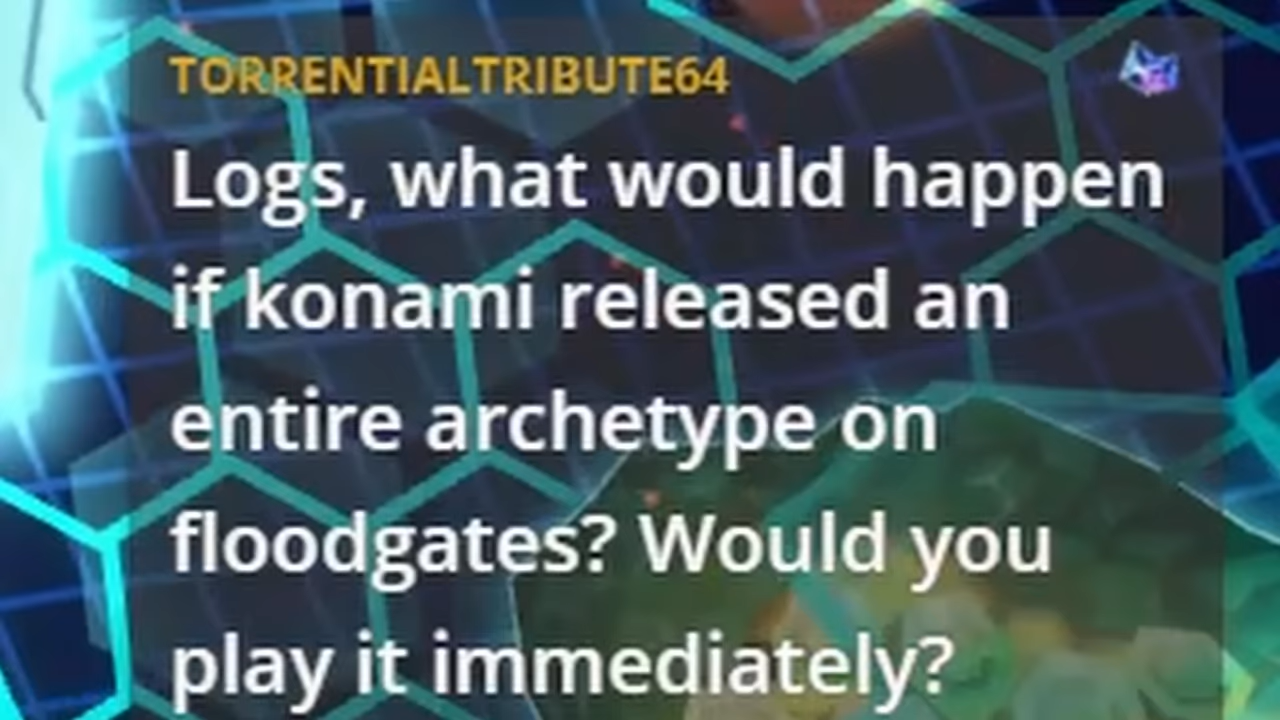 TORRENTIALTRIBUTE64
Logs, what would happen
if konami released an
entire archetype on
floodgates? Would you
play it immediately?